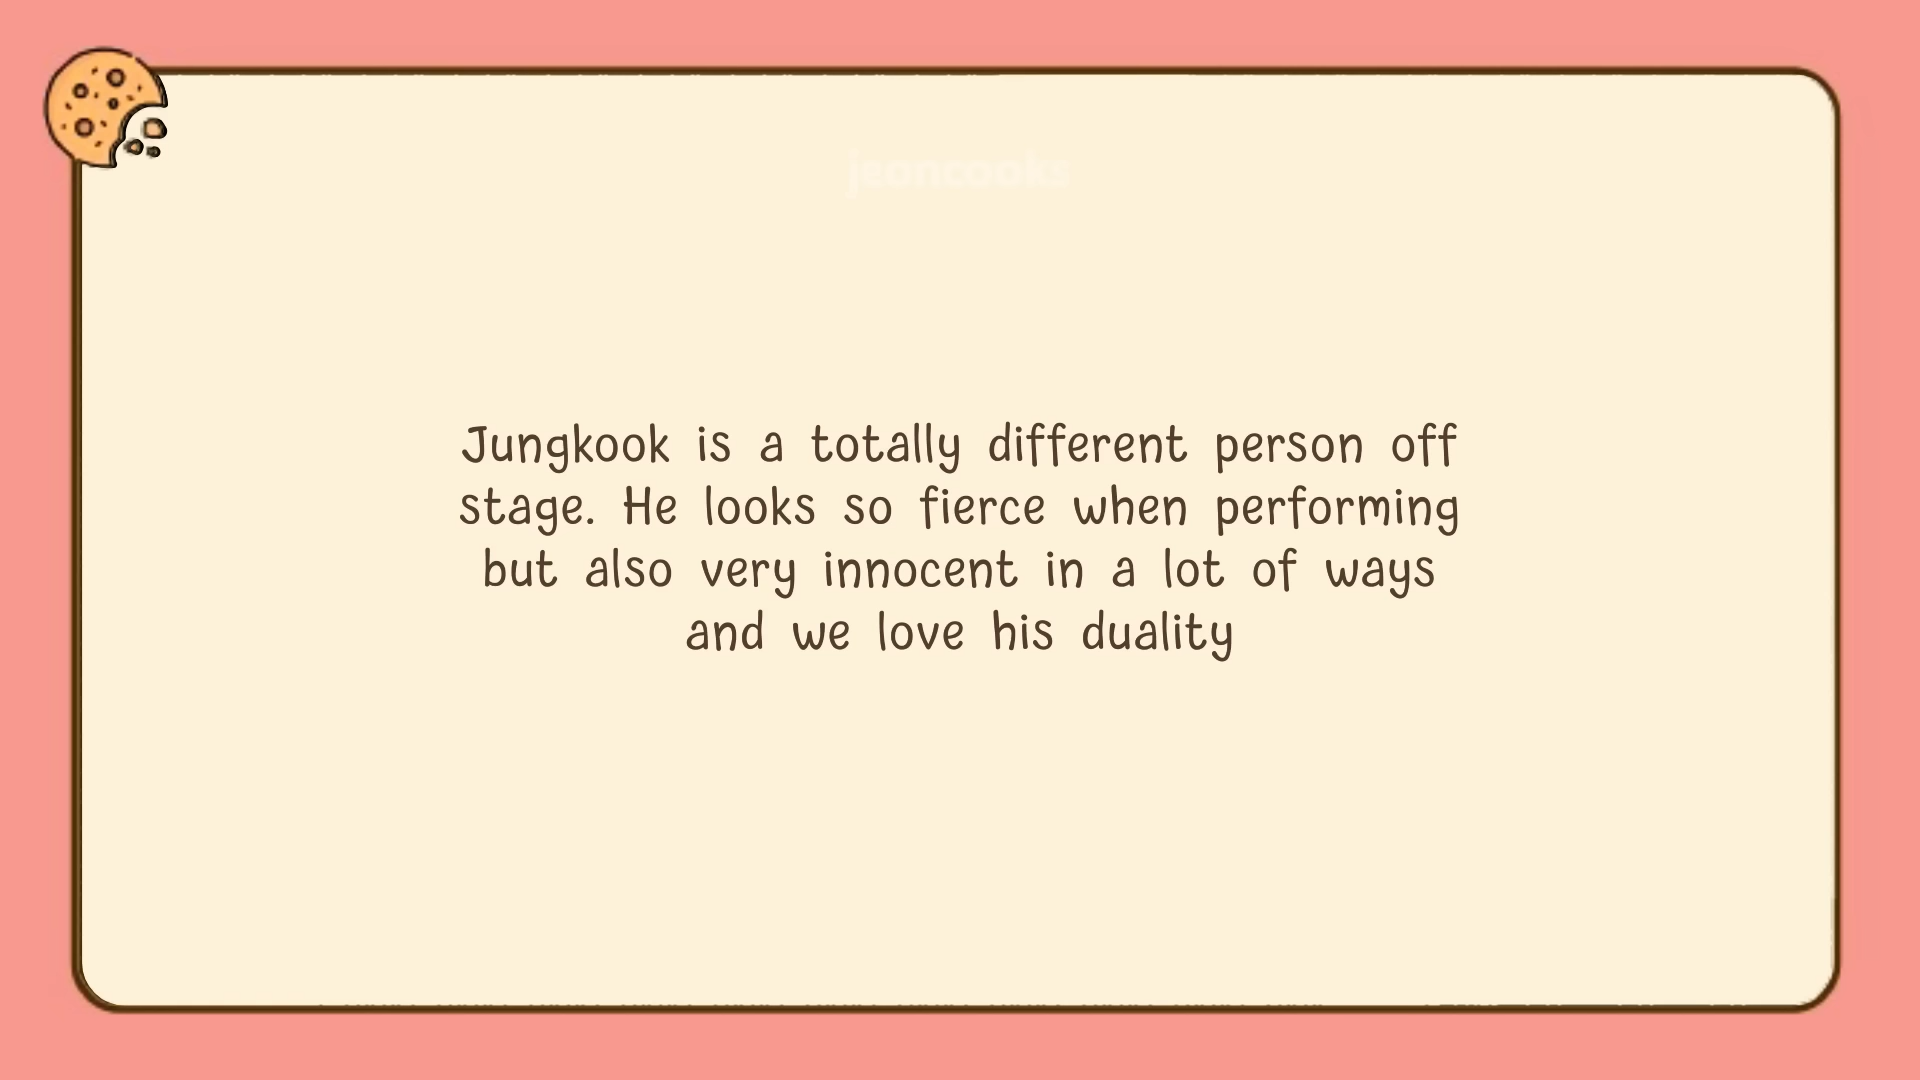 jeancooks
Jungkook is a totally different person off
stage. He looks so fierce when performing
but also very innocent in a lot of ways
and we love his duality